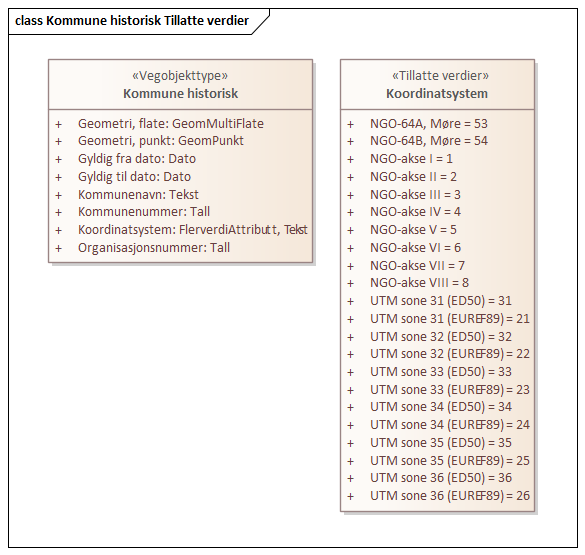 class Kommune historisk Tillatte verdier
«Vegobjekttype»
Kommune historisk
+ Geometri, flate: GeomMultiFlate
+ Geometri, punkt: GeomPunkt
+ Gyldig fra dato: Dato
+ Gyldig til dato: Dato
+ Kommunenavn: Tekst
+ Kommunenummer: Tall
+ Koordinatsystem: FlerverdiAttributt, Tekst
+ Organisasjonsnummer: Tall
«Tillatte verdier»
Koordinatsystem
+ NGO-64A, Møre = 53
+ NGO-64B, Møre = 54
+ NGO-akse I = 1
+ NGO-akse II = 2
+ NGO-akse III = 3
+ NGO-akse IV = 4
+ NGO-akse V = 5
+ NGO-akse VI = 6
+ NGO-akse VII = 7
+ NGO-akse VIII = 8
+ UTM sone 31 (ED50) = 31
+ UTM sone 31 (EUREF89) = 21
+ UTM sone 32 (ED50) = 32
+ UTM sone 32 (EUREF89) = 22
+ UTM sone 33 (ED50) = 33
+ UTM sone 33 (EUREF89) = 23
+ UTM sone 34 (ED50) = 34
+ UTM sone 34 (EUREF89) = 24
+ UTM sone 35 (ED50) = 35
+ UTM sone 35 (EUREF89) = 25
+ UTM sone 36 (ED50) = 36
+ UTM sone 36 (EUREF89) = 26